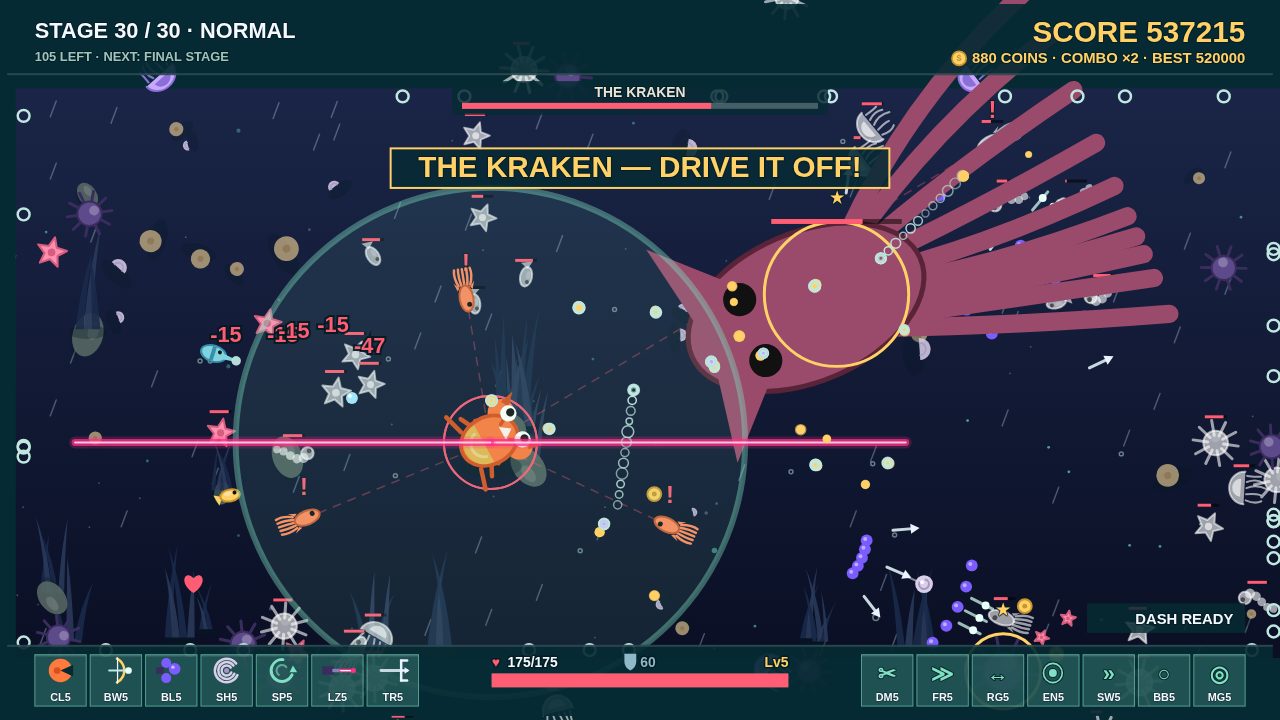 STAGE 30 / 30 · NORMAL
105 LEFT · NEXT: FINAL STAGE
SCORE 537215
880 COINS · COMBO ×2 · BEST 520000
THE KRAKEN
THE KRAKEN — DRIVE IT OFF!
!
!
-15
-15
-15
-47
!
!
DASH READY
CL5
BW5
BL5
SH5
SP5
LZ5
TR5
175/175
60
Lv5
DM5
FR5
RG5
EN5
SW5
BB5
MG5